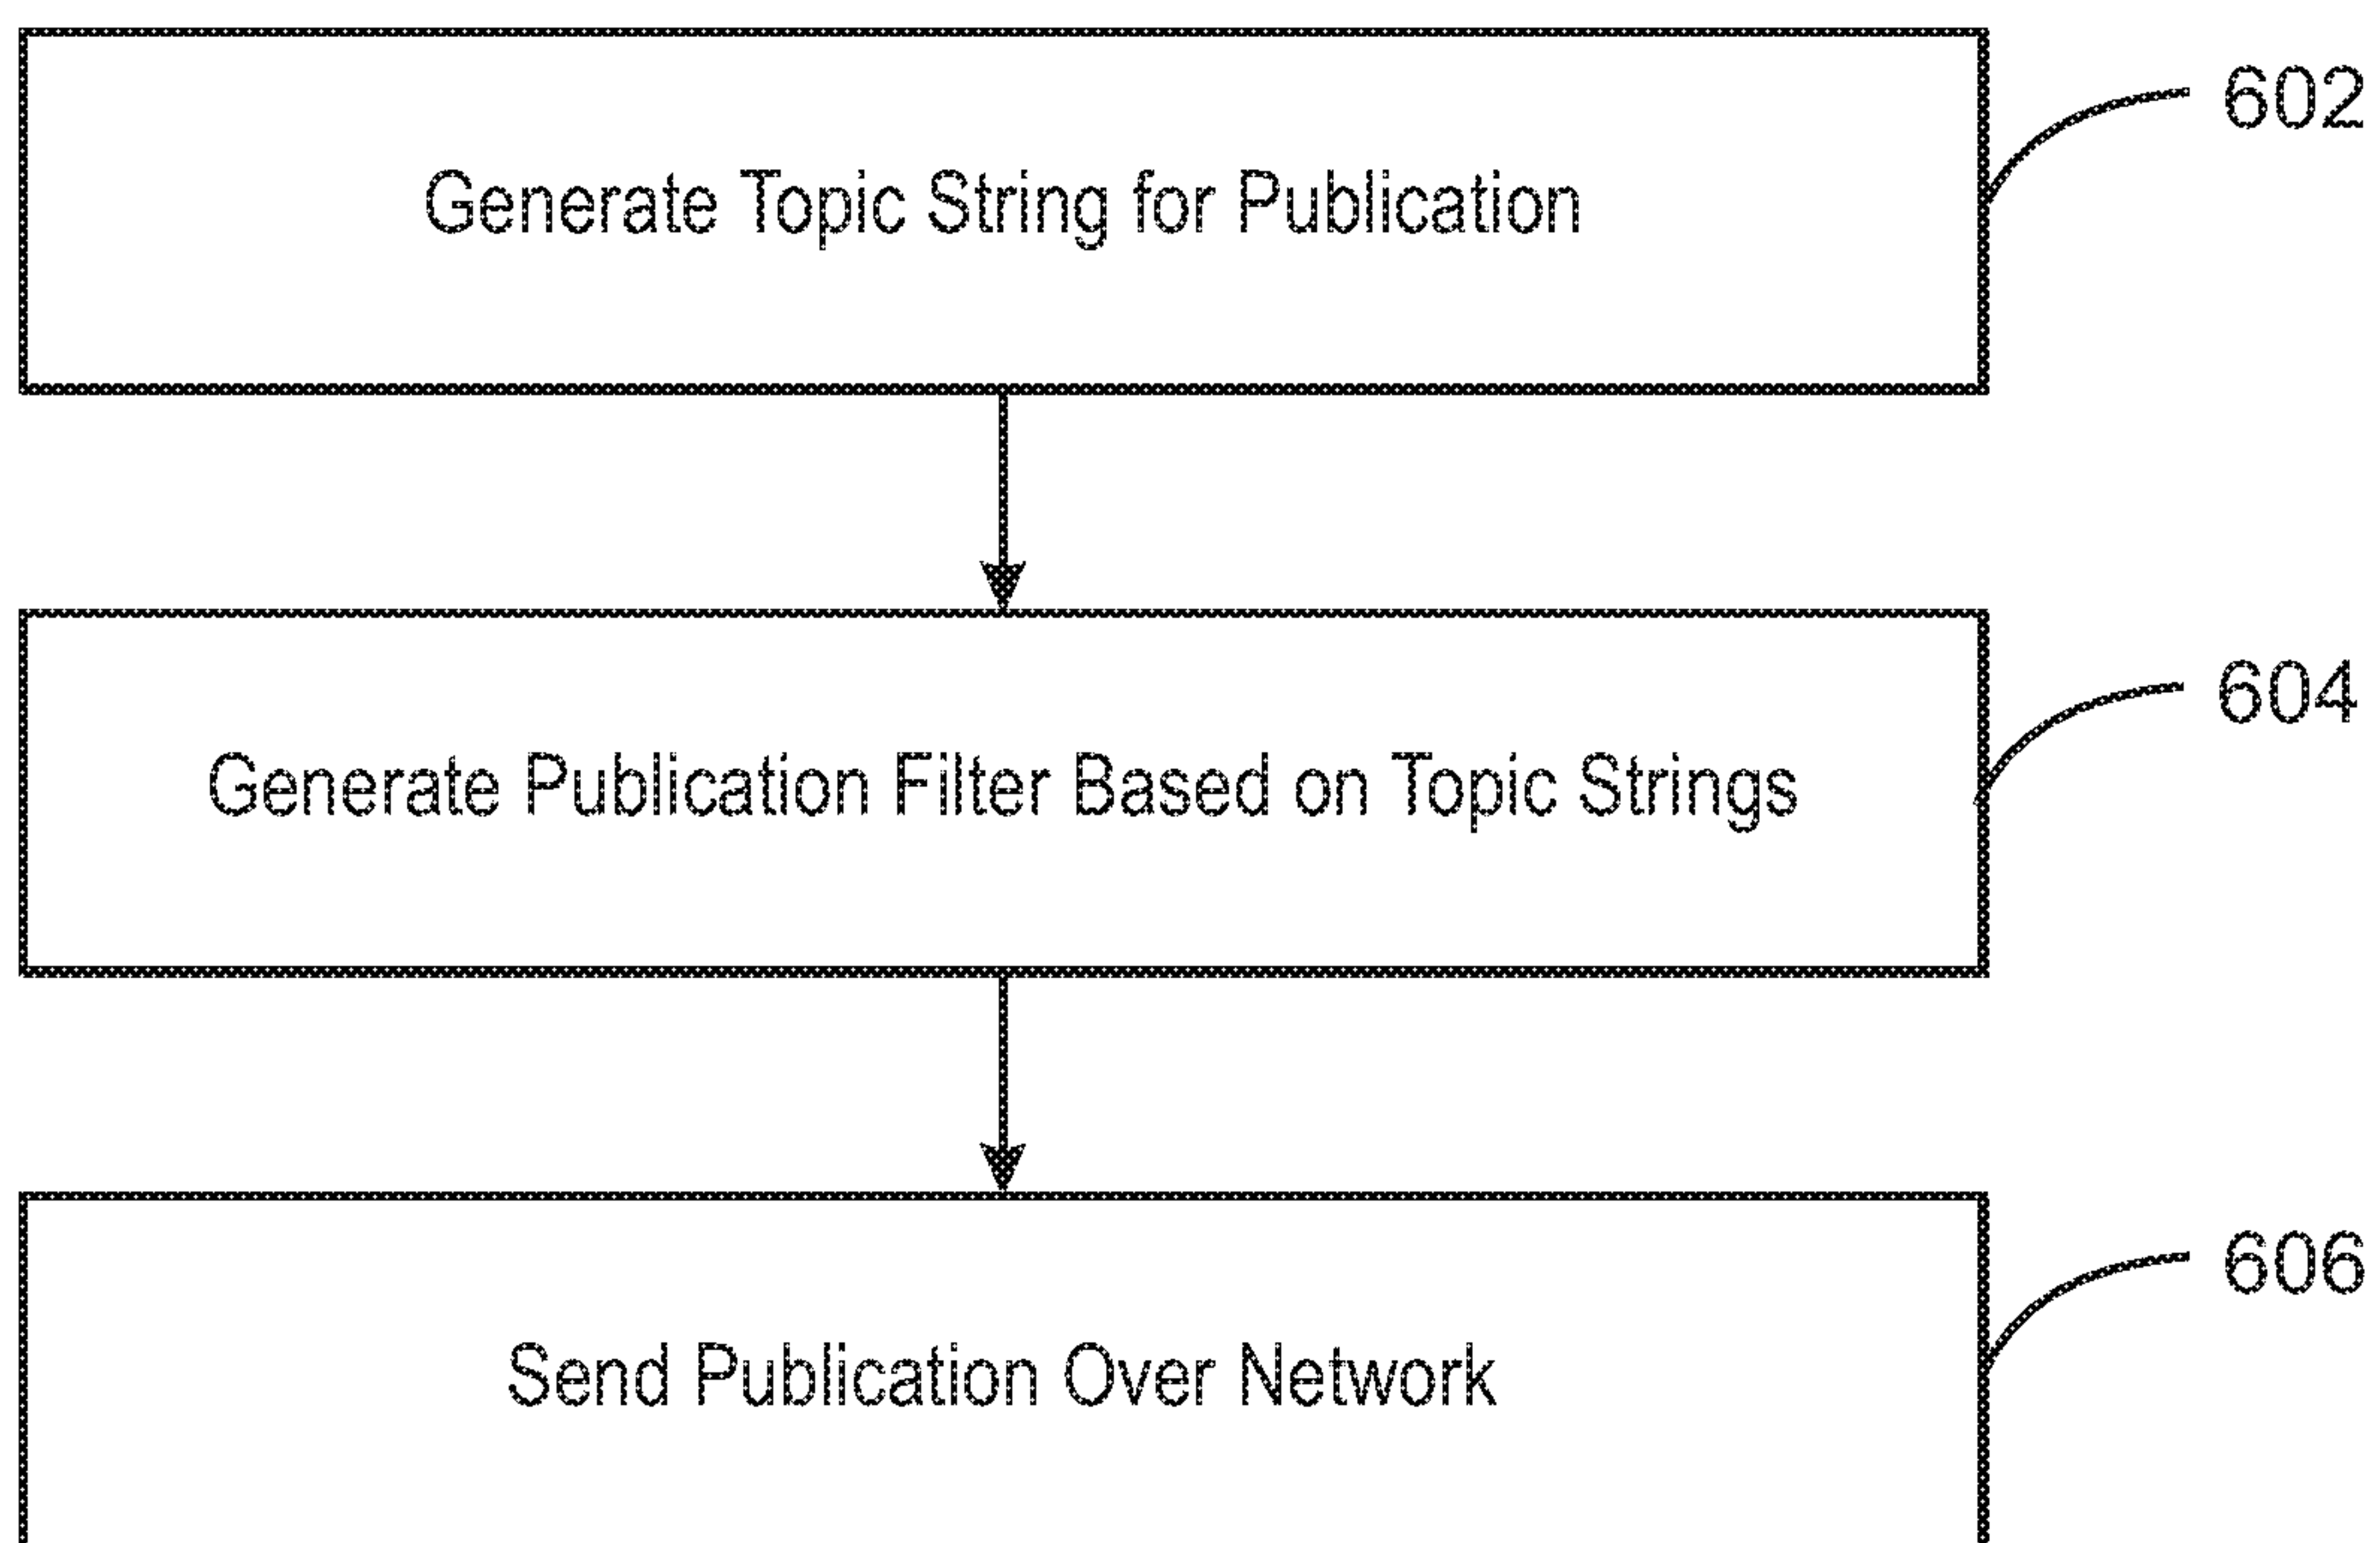 602
Generate Topic String for Publication
604
Generate Publication Filter Based on Topic Strings
606
Send Publication Over Network